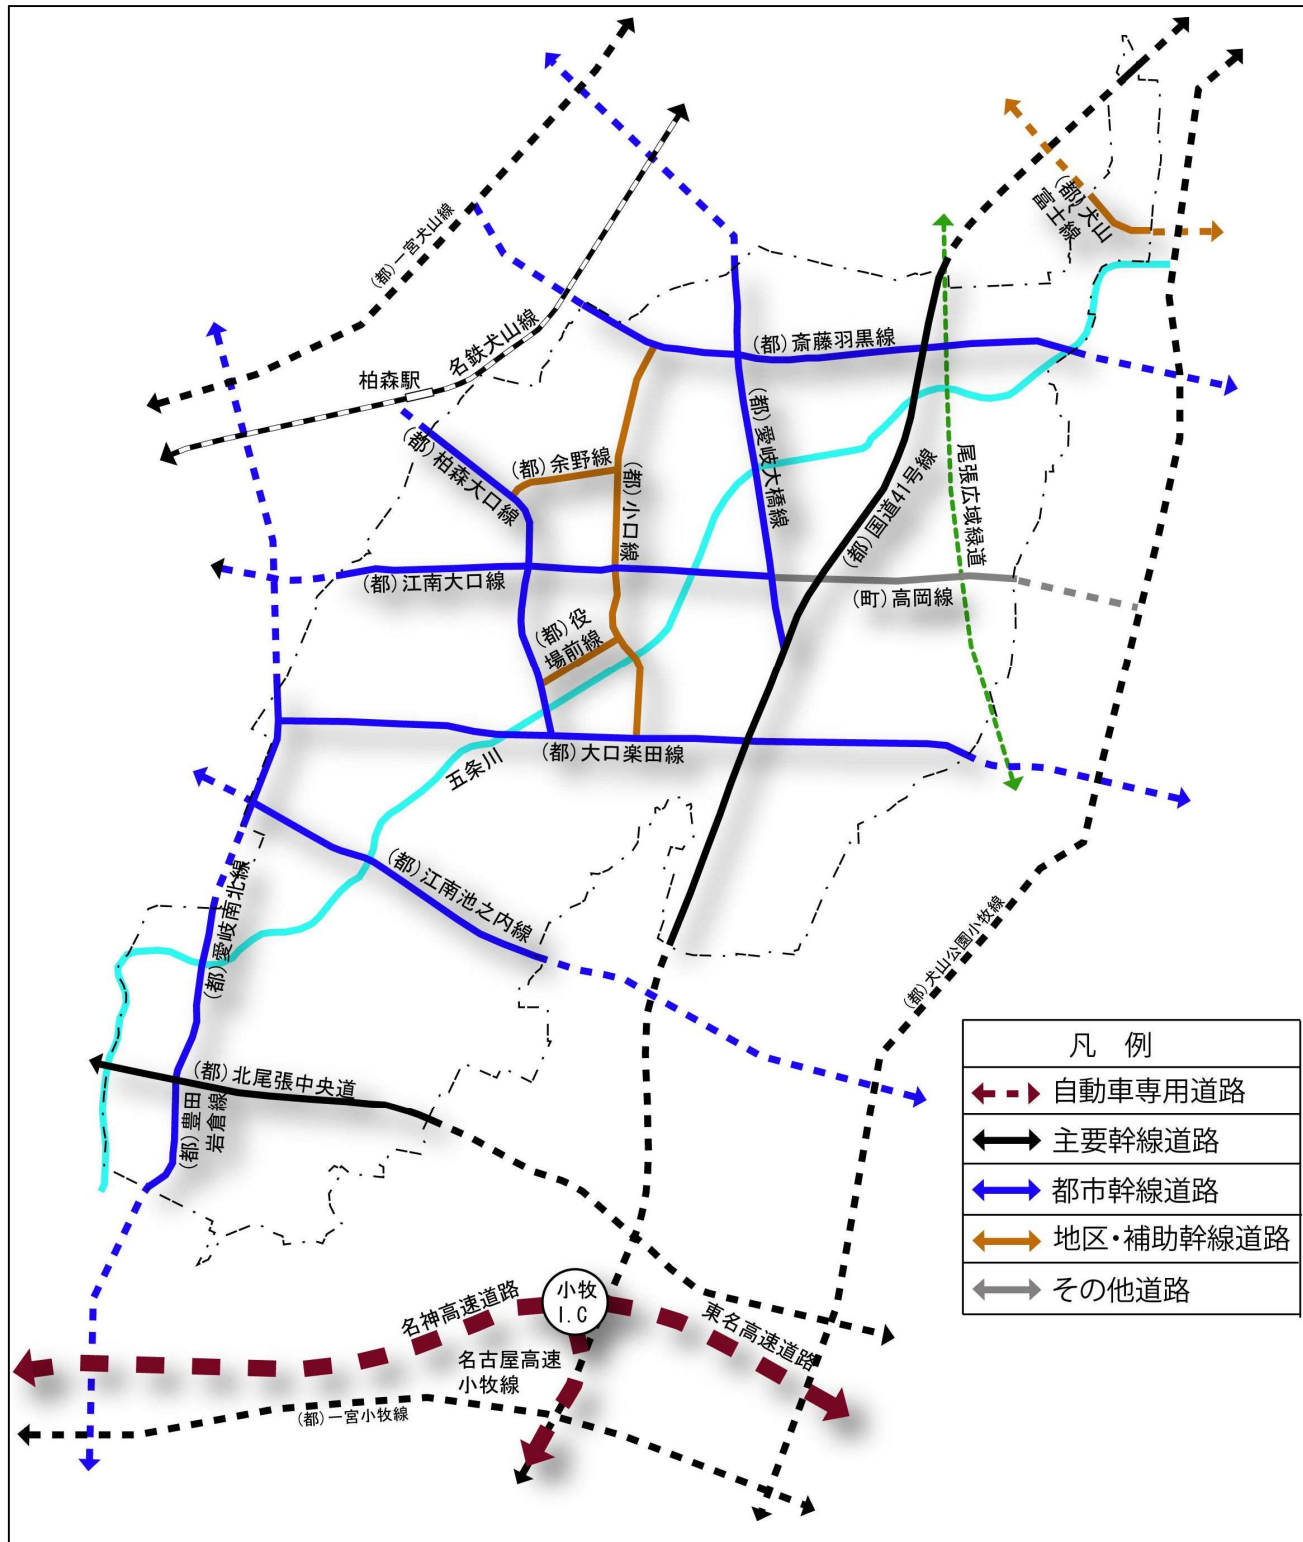 (都)一宮犬山線
(都)犬山
富士線
名鉄犬山線
柏森駅
(都)斎藤羽黒線
(都)柏森大口線
(都)余野線
(都)小口線
(都)愛岐大橋線
(都)国道41号線
尾張広域緑道
(都)江南大口線
(町)高岡線
(都)役
場前線
(都)大口楽田線
五条川
(都)江南池之内線
(都)愛岐南北線
(都)犬山公園小牧線
(都)北尾張中央道
(都)豊田
岩倉線
小牧
I.C
名神高速道路
東名高速道路
名古屋高速
小牧線
(都)一宮小牧線
凡 例
自動車専用道路
主要幹線道路
都市幹線道路
地区・補助幹線道路
その他道路